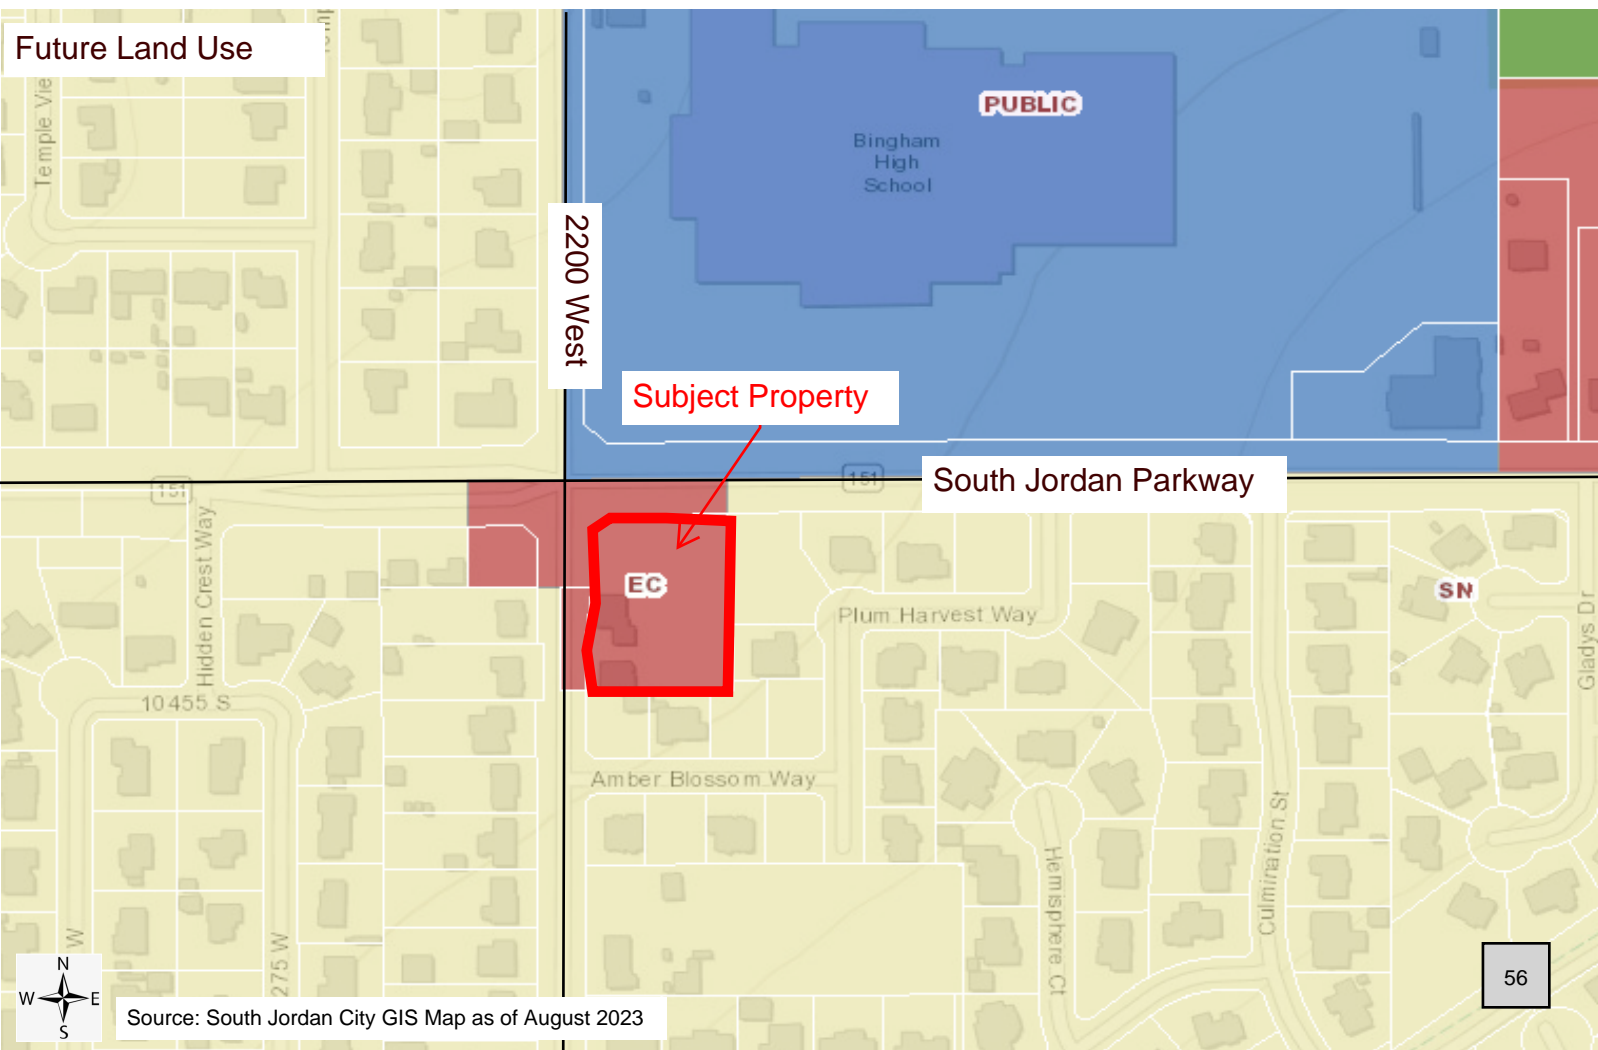 Future Land Use
Temple Vie
PUBLIC
Bingham
High
School
2200 West
Subject Property
151
151
South Jordan Parkway
Hidden Crest Way
EC
SN
Plum Harvest Way
Gladys Dr
10455 S
Amber Blossom Way
Hemisphere Ct
Culmination St
W
275 W
N
W
E
S
Source: South Jordan City GIS Map as of August 2023
56